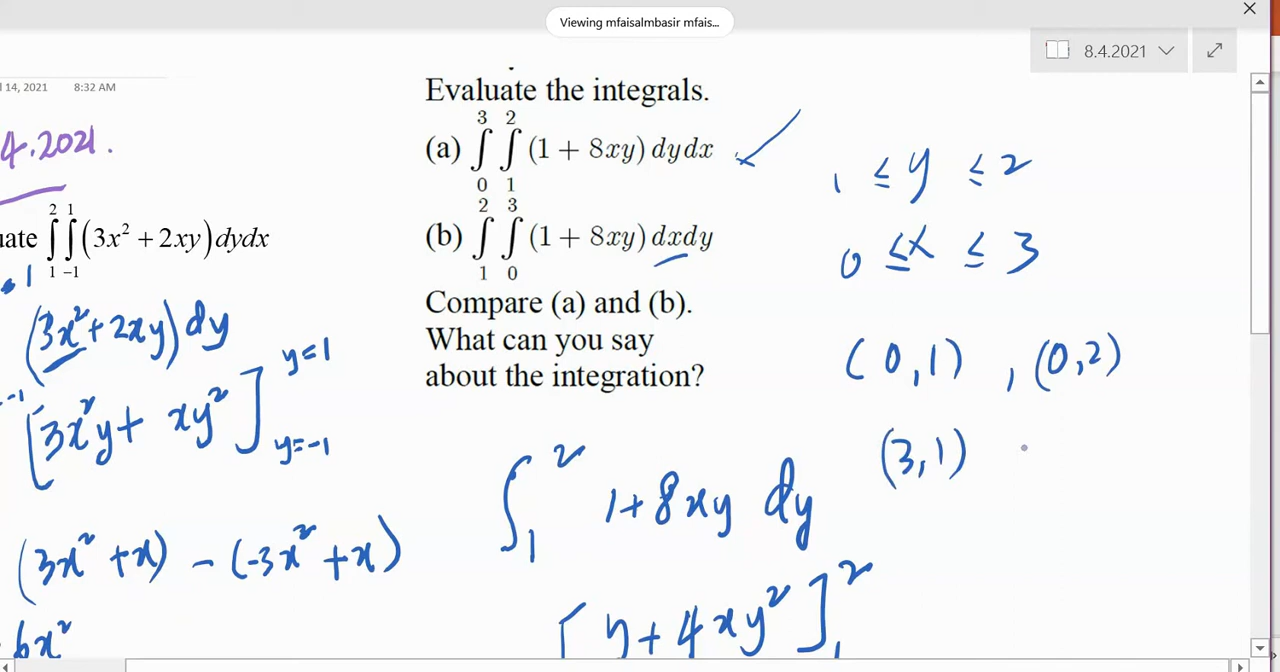 Viewing mfaisalmbasir mfais...
8.4.2021
14, 2021 8:32 AM
4.2021.
uate ∫₁² ∫₋₁¹ (3x² + 2xy) dydx
1
(3x² + 2xy) dy
-1
[3x²y + xy²] y=1 y=-1
(3x² + x) - (-3x² + x)
6x²
Evaluate the integrals.
(a) ∫₀³ ∫₁² (1 + 8xy) dydx
(b) ∫₁² ∫₀³ (1 + 8xy) dxdy
Compare (a) and (b).
What can you say
about the integration?
∫₁² 1 + 8xy dy
[y + 4xy²]₁²
1 ≤ y ≤ 2
0 ≤ x ≤ 3
(0,1) , (0,2)
(3,1)